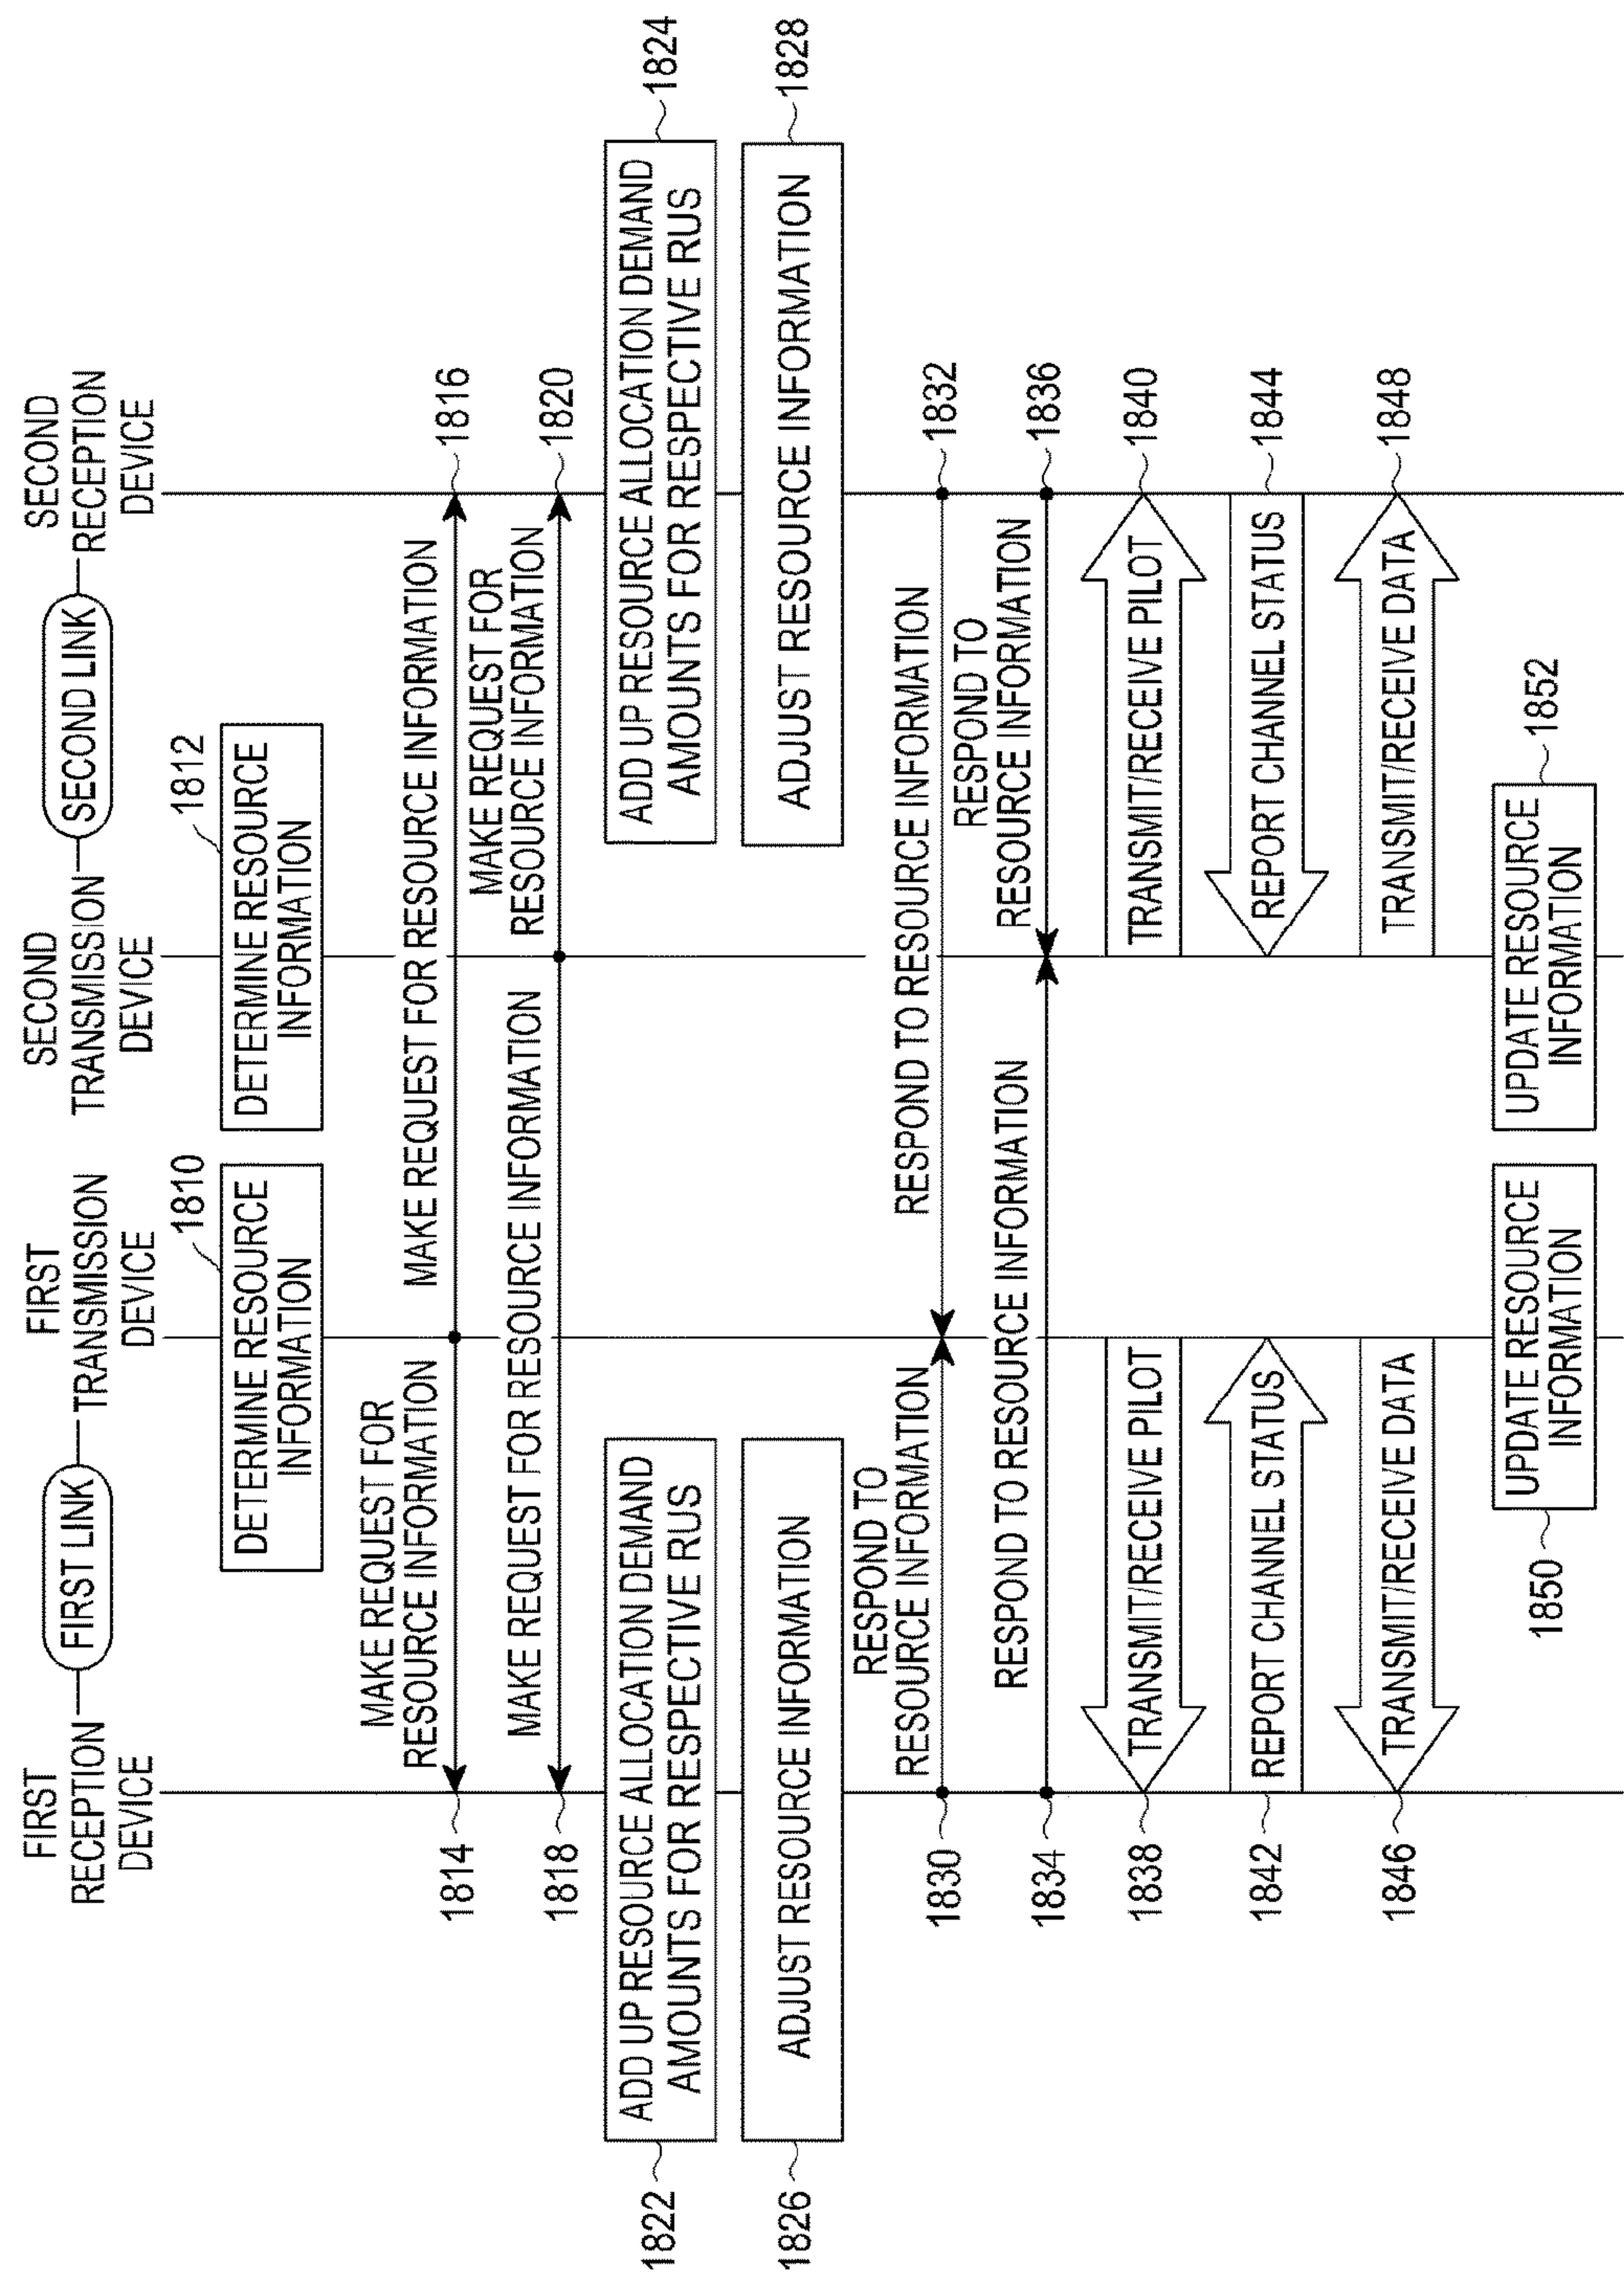 FIRST
RECEPTION
DEVICE
FIRST LINK
FIRST
TRANSMISSION
DEVICE
SECOND
TRANSMISSION
DEVICE
SECOND LINK
SECOND
RECEPTION
DEVICE
1810
DETERMINE RESOURCE
INFORMATION
1812
DETERMINE RESOURCE
INFORMATION
1814
MAKE REQUEST FOR
RESOURCE INFORMATION
MAKE REQUEST FOR RESOURCE INFORMATION
1816
1818
MAKE REQUEST FOR RESOURCE INFORMATION
MAKE REQUEST FOR
RESOURCE INFORMATION
1820
1822
ADD UP RESOURCE ALLOCATION DEMAND
AMOUNTS FOR RESPECTIVE RUS
ADD UP RESOURCE ALLOCATION DEMAND
AMOUNTS FOR RESPECTIVE RUS
1824
1826
ADJUST RESOURCE INFORMATION
ADJUST RESOURCE INFORMATION
1828
1830
RESPOND TO
RESOURCE INFORMATION
RESPOND TO RESOURCE INFORMATION
1832
1834
RESPOND TO RESOURCE INFORMATION
RESPOND TO
RESOURCE INFORMATION
1836
1838
TRANSMIT/RECEIVE PILOT
TRANSMIT/RECEIVE PILOT
1840
1842
REPORT CHANNEL STATUS
REPORT CHANNEL STATUS
1844
1846
TRANSMIT/RECEIVE DATA
TRANSMIT/RECEIVE DATA
1848
1850
UPDATE RESOURCE
INFORMATION
UPDATE RESOURCE
INFORMATION
1852